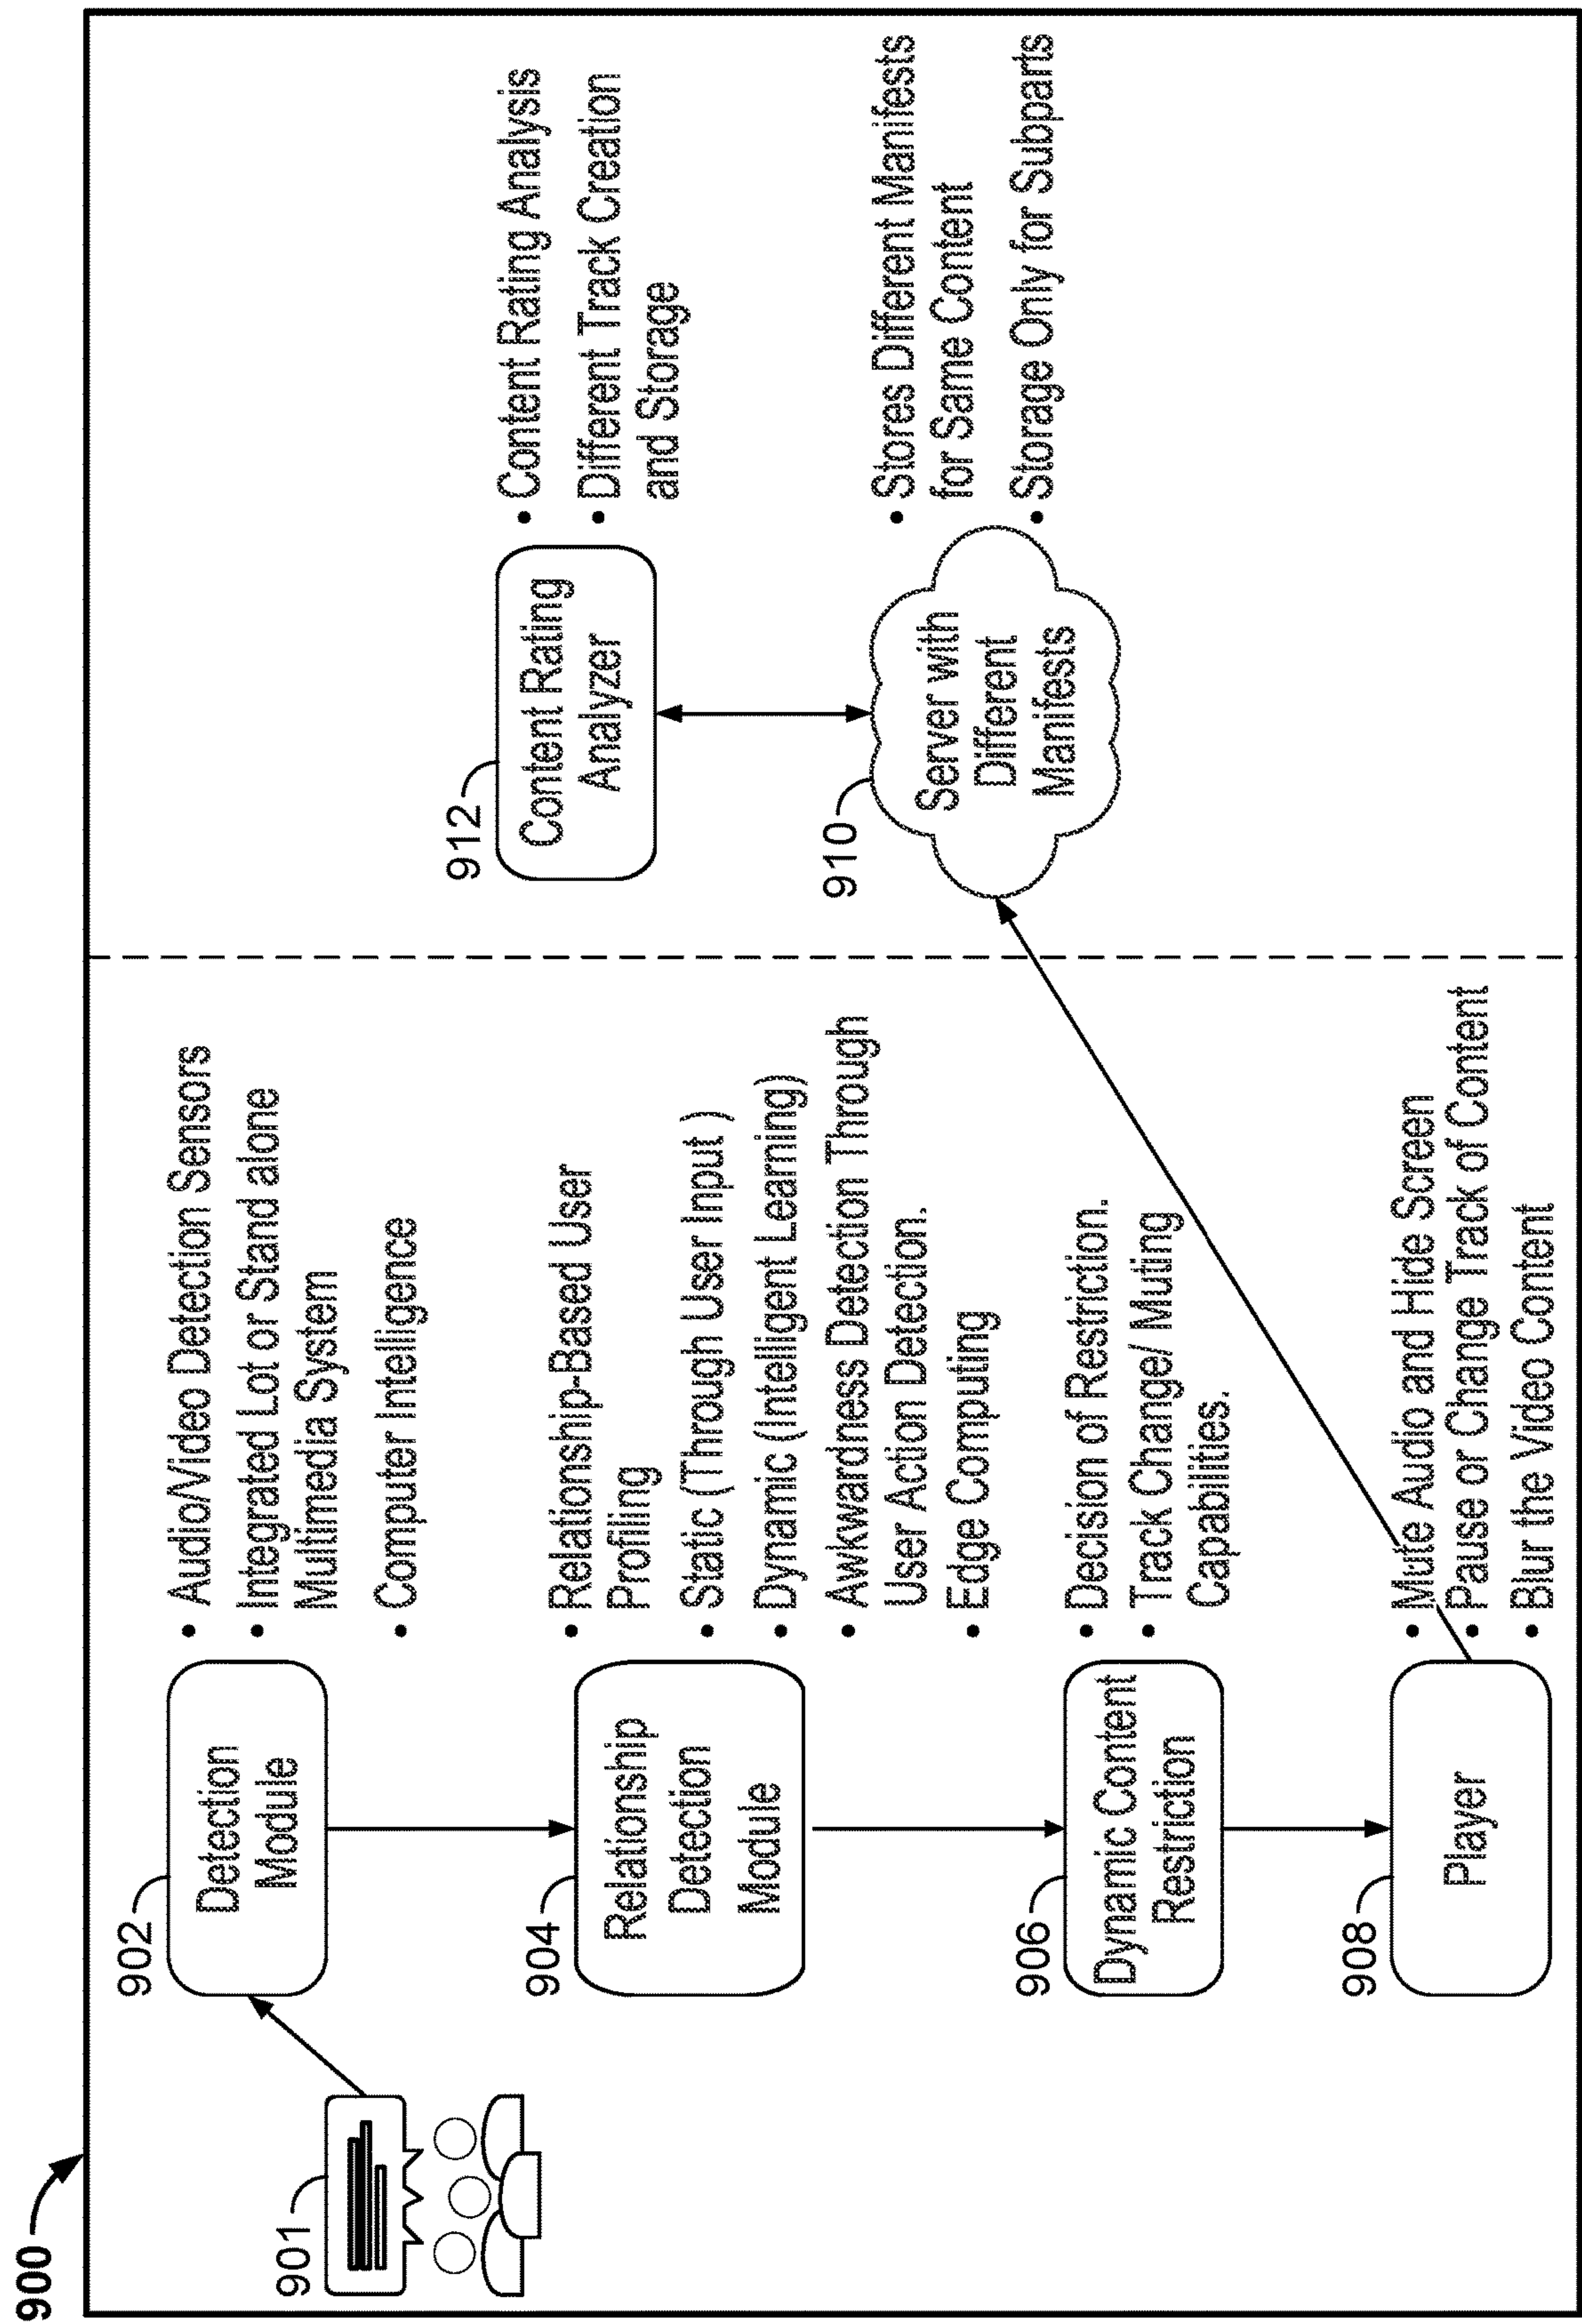 900
901
902
Detection
Module
• Audio/Video Detection Sensors
• Integrated Lot or Stand alone
Multimedia System
• Computer Intelligence
904
Relationship
Detection
Module
• Relationship-Based User
Profiling
• Static (Through User Input )
• Dynamic (Intelligent Learning)
• Awkwardness Detection Through
User Action Detection.
• Edge Computing
906
Dynamic Content
Restriction
• Decision of Restriction.
• Track Change/ Muting
Capabilities.
908
Player
• Mute Audio and Hide Screen
• Pause or Change Track of Content
• Blur the Video Content
912
Content Rating
Analyzer
• Content Rating Analysis
• Different Track Creation
and Storage
910
Server with
Different
Manifests
• Stores Different Manifests
for Same Content
• Storage Only for Subparts